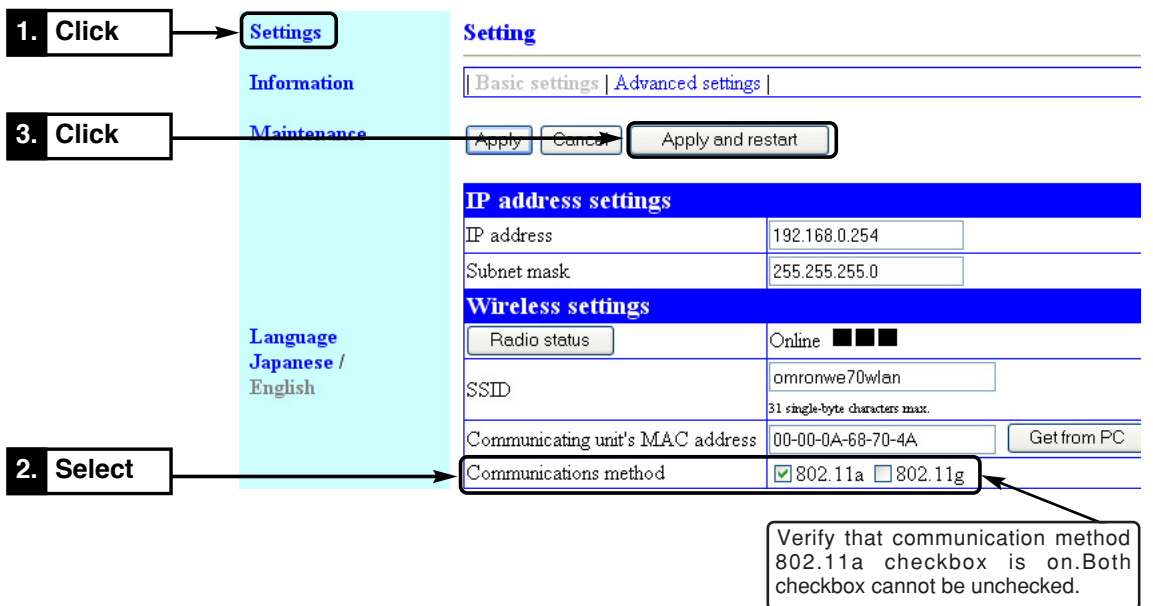 1. Click
Settings
Setting
Information
| Basic settings | Advanced settings |
3. Click
Maintenance
Apply Cancel Apply and restart
IP address settings
IP address 192.168.0.254
Subnet mask 255.255.255.0
Wireless settings
Language
Japanese /
English
Radio status Online
SSID omronwe70wlan
31 single-byte characters max.
Communicating unit's MAC address 00-00-0A-68-70-4A Get from PC
2. Select
Communications method 802.11a 802.11g
Verify that communication method
802.11a checkbox is on.Both
checkbox cannot be unchecked.